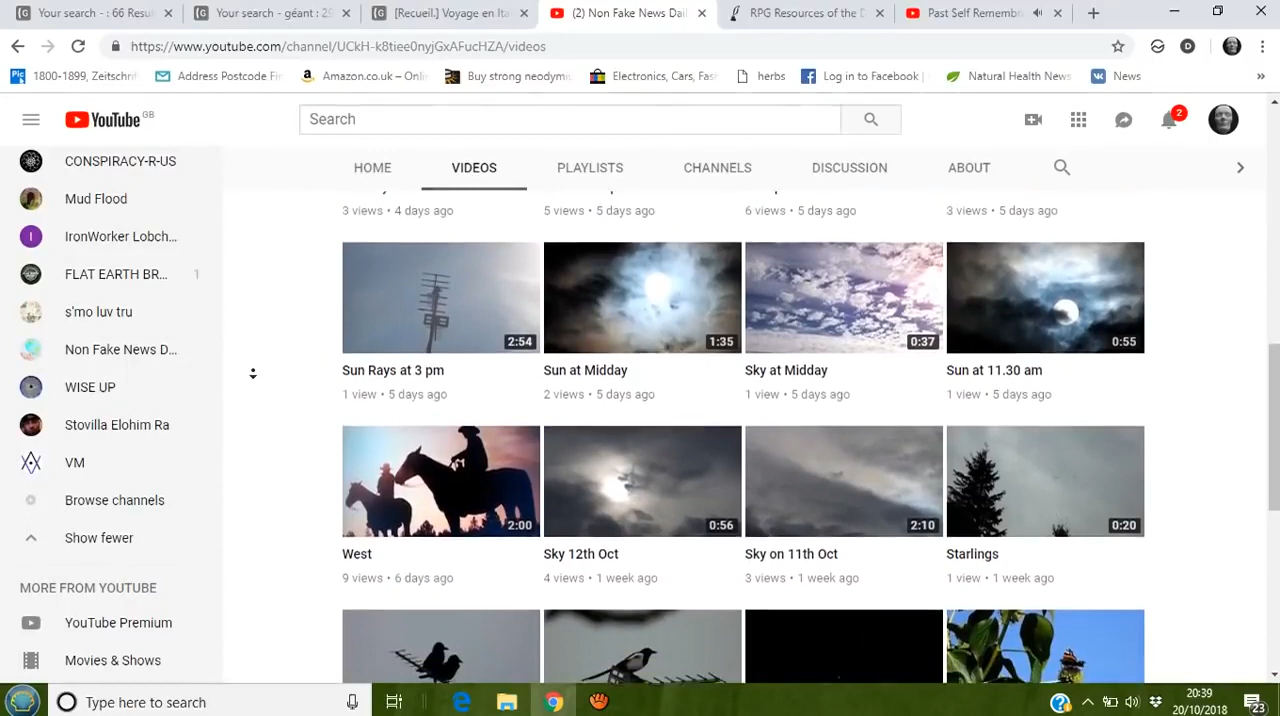 Your search - : 66 Resu
Your search - géant : 29
[Recueil.] Voyage en Ita
(2) Non Fake News Dail
RPG Resources of the D
Past Self Remembra
https://www.youtube.com/channel/UCkH-k8tiee0nyjGxAFucHZA/videos
1800-1899, Zeitschrif
Address Postcode Fi
Amazon.co.uk – Onli
Buy strong neodymi
Electronics, Cars, Fas
herbs
Log in to Facebook
Natural Health News
News
»
YouTube GB
Search
2
HOME
VIDEOS
PLAYLISTS
CHANNELS
DISCUSSION
ABOUT
CONSPIRACY-R-US
Mud Flood
IronWorker Lobch...
FLAT EARTH BR... 1
s'mo luv tru
Non Fake News D...
WISE UP
Stovilla Elohim Ra
VM
Browse channels
Show fewer
MORE FROM YOUTUBE
YouTube Premium
Movies & Shows
3 views • 4 days ago
5 views • 5 days ago
6 views • 5 days ago
3 views • 5 days ago
2:54
1:35
0:37
0:55
Sun Rays at 3 pm
Sun at Midday
Sky at Midday
Sun at 11.30 am
1 view • 5 days ago
2 views • 5 days ago
1 view • 5 days ago
1 view • 5 days ago
2:00
0:56
2:10
0:20
West
Sky 12th Oct
Sky on 11th Oct
Starlings
9 views • 6 days ago
4 views • 1 week ago
3 views • 1 week ago
1 view • 1 week ago
Type here to search
20:39
20/10/2018
23